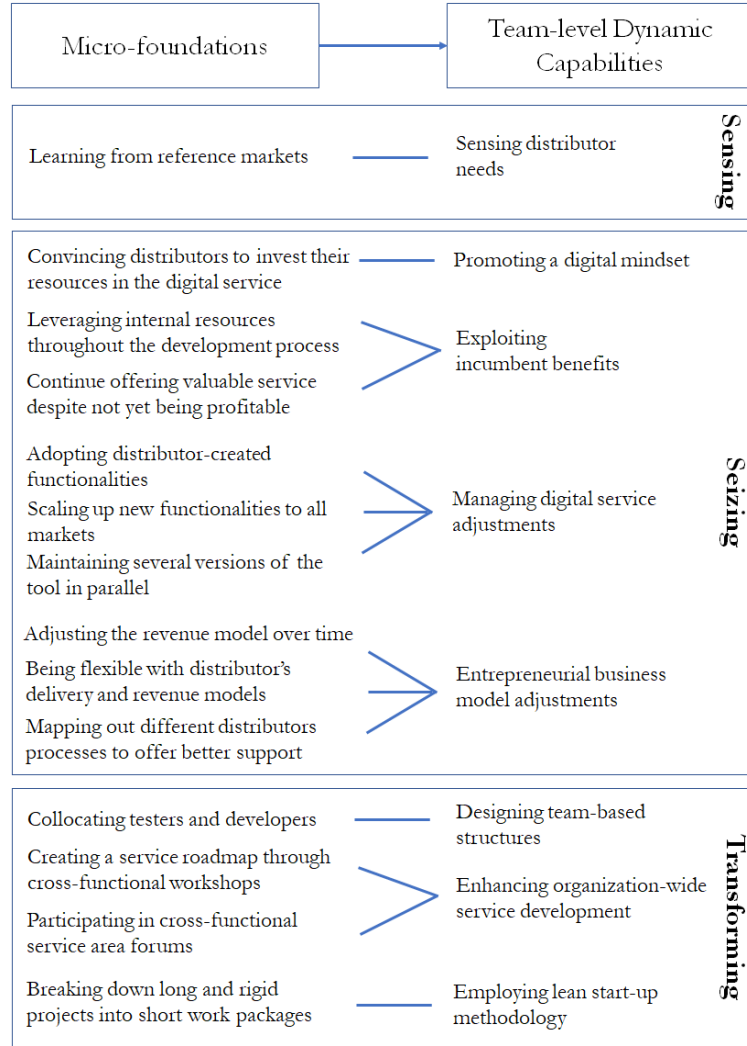 Micro-foundations
Team-level Dynamic
Capabilities
Sensing
Learning from reference markets
Sensing distributor
needs
Seizing
Convincing distributors to invest their
resources in the digital service
Promoting a digital mindset
Leveraging internal resources
throughout the development process
Continue offering valuable service
despite not yet being profitable
Exploiting
incumbent benefits
Adopting distributor-created
functionalities
Scaling up new functionalities to all
markets
Maintaining several versions of the
tool in parallel
Managing digital service
adjustments
Adjusting the revenue model over time
Being flexible with distributor's
delivery and revenue models
Mapping out different distributors
processes to offer better support
Entrepreneurial business
model adjustments
Transforming
Collocating testers and developers
Designing team-based
structures
Creating a service roadmap through
cross-functional workshops
Participating in cross-functional
service area forums
Enhancing organization-wide
service development
Breaking down long and rigid
projects into short work packages
Employing lean start-up
methodology